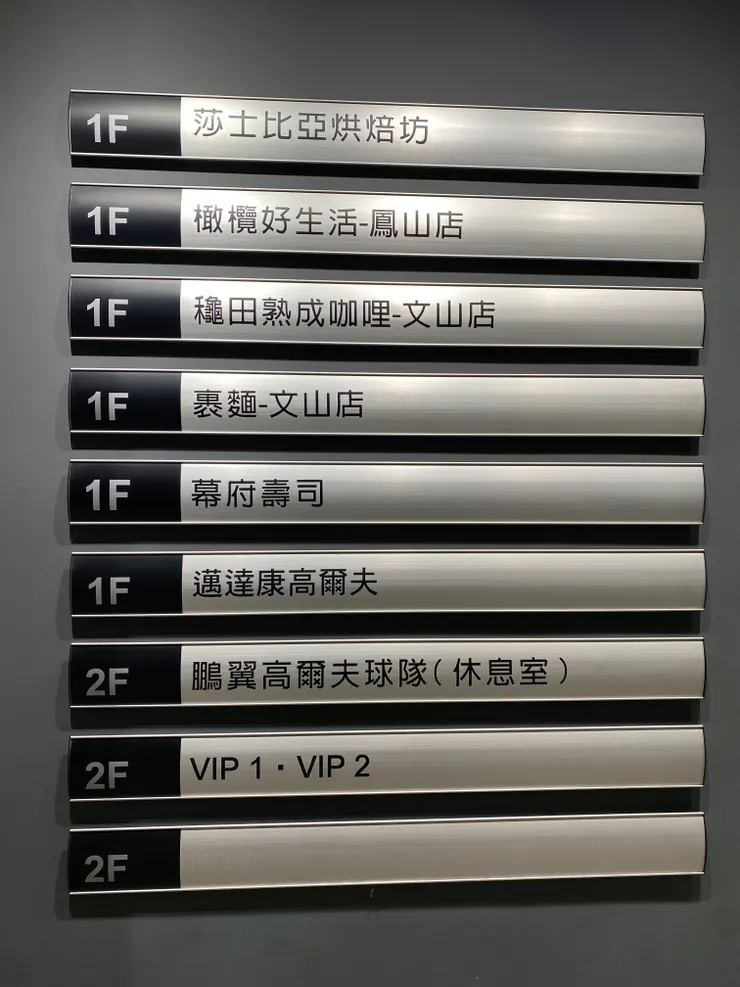 1F 莎士比亞烘焙坊
1F 橄欖好生活-鳳山店
1F 龝田熟成咖哩-文山店
1F 裹麵-文山店
1F 幕府壽司
1F 邁達康高爾夫
2F 鵬翼高爾夫球隊(休息室)
2F VIP 1・VIP 2
2F